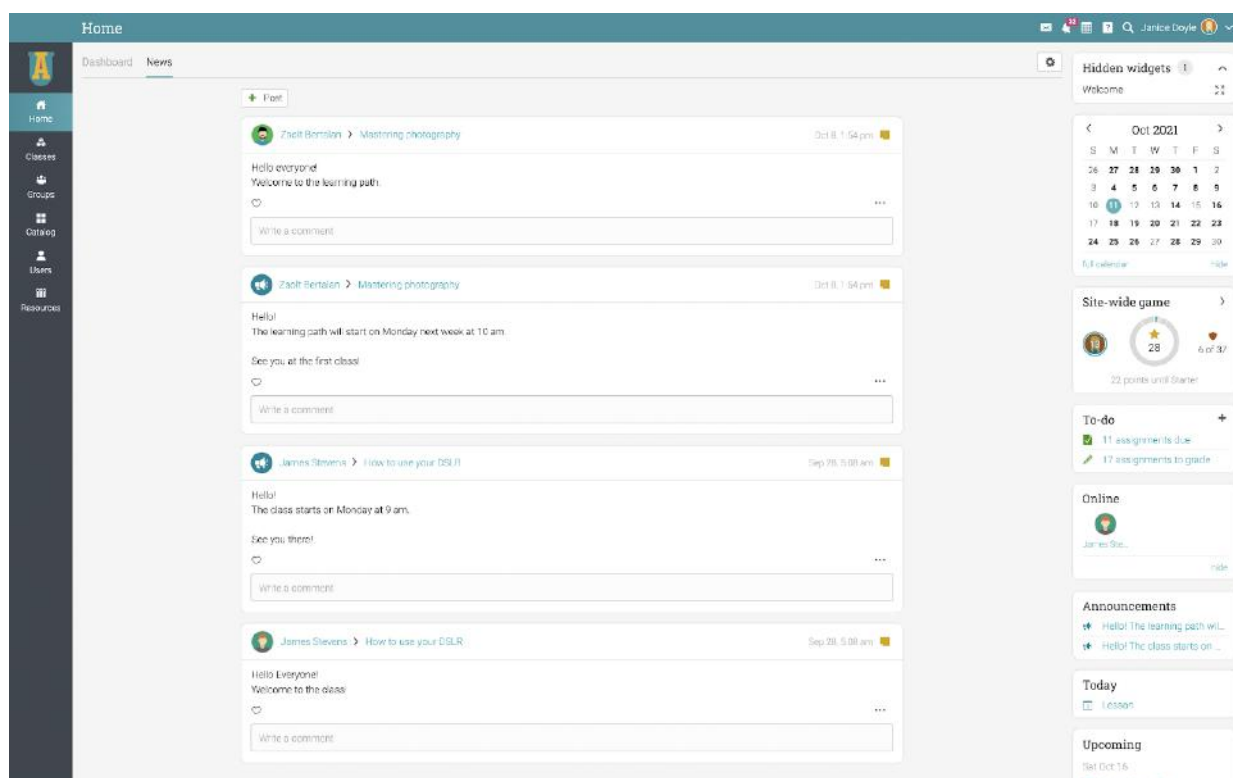 Home
22
Janice Doyle
Home
Classes
Groups
Catalog
Users
Resources
Dashboard
News
+ Post
Zsolt Bertalan > Mastering photography
Oct 8, 1:54 pm
Hello everyone!
Welcome to the learning path.
...
Write a comment
Zsolt Bertalan > Mastering photography
Oct 8, 1:54 pm
Hello!
The learning path will start on Monday next week at 10 am
See you at the first class!
...
Write a comment
James Stevens > How to use your DSLR
Sep 28, 5:08 am
Hello!
The class starts on Monday at 9 am.
See you there!
...
Write a comment
James Stevens > How to use your DSLR
Sep 28, 5:08 am
Hello Everyone!
Welcome to the class!
...
Write a comment
Hidden widgets 1
Welcome
< Oct 2021 >
S M T W T F S
26 27 28 29 30 1 2
3 4 5 6 7 8 9
10 11 12 13 14 15 16
17 18 19 20 21 22 23
24 25 26 27 28 29 30
full calendar
hide
Site-wide game >
28
6 of 37
22 points until Starter
To-do +
11 assignments due
17 assignments to grade
Online
James Ste...
hide
Announcements
Hello! The learning path wil...
Hello! The class starts on ...
Today
Lesson
Upcoming
Sat Oct 16